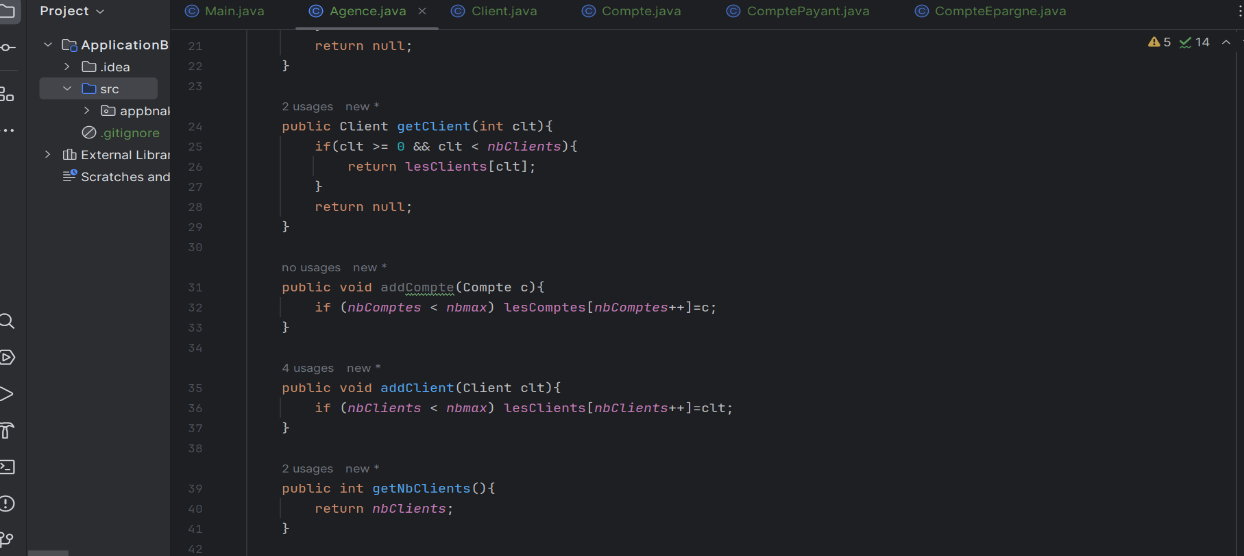 Project
Main.java Agence.java Client.java Compte.java ComptePayant.java CompteEpargne.java
ApplicationB
.idea
src
appbnak
.gitignore
External Librar
Scratches and
5 14
21 return null;
22 }
23
2 usages new *
24 public Client getClient(int clt){
25 if(clt >= 0 && clt < nbClients){
26 return lesClients[clt];
27 }
28 return null;
29 }
30
no usages new *
31 public void addCompte(Compte c){
32 if (nbComptes < nbmax) lesComptes[nbComptes++]=c;
33 }
34
4 usages new *
35 public void addClient(Client clt){
36 if (nbClients < nbmax) lesClients[nbClients++]=clt;
37 }
38
2 usages new *
39 public int getNbClients(){
40 return nbClients;
41 }
42